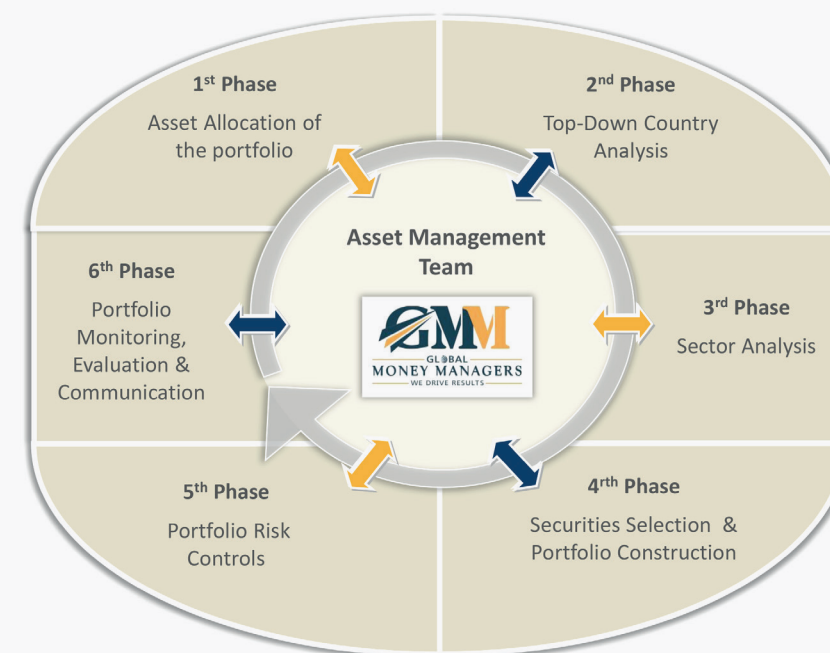 1st Phase
Asset Allocation of
the portfolio
2nd Phase
Top-Down Country
Analysis
Asset Management
Team
GMM
GLOBAL
MONEY MANAGERS
WE DRIVE RESULTS
3rd Phase
Sector Analysis
4rth Phase
Securities Selection &
Portfolio Construction
5th Phase
Portfolio Risk
Controls
6th Phase
Portfolio
Monitoring,
Evaluation &
Communication